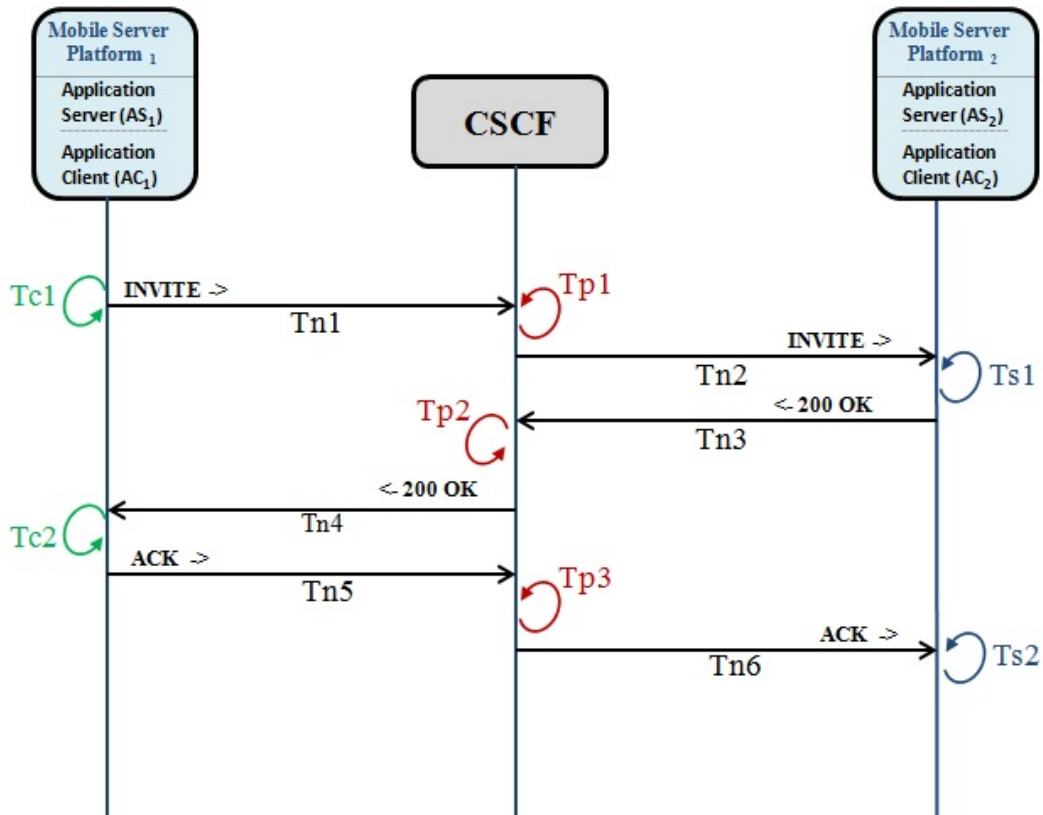 Mobile Server
Platform 1
Application
Server (AS1)
Application
Client (AC1)
CSCF
Mobile Server
Platform 2
Application
Server (AS2)
Application
Client (AC2)
Tc1
INVITE ->
Tn1
Tp1
INVITE ->
Tn2
Ts1
<- 200 OK
Tn3
Tp2
<- 200 OK
Tn4
Tc2
ACK ->
Tn5
Tp3
ACK ->
Tn6
Ts2